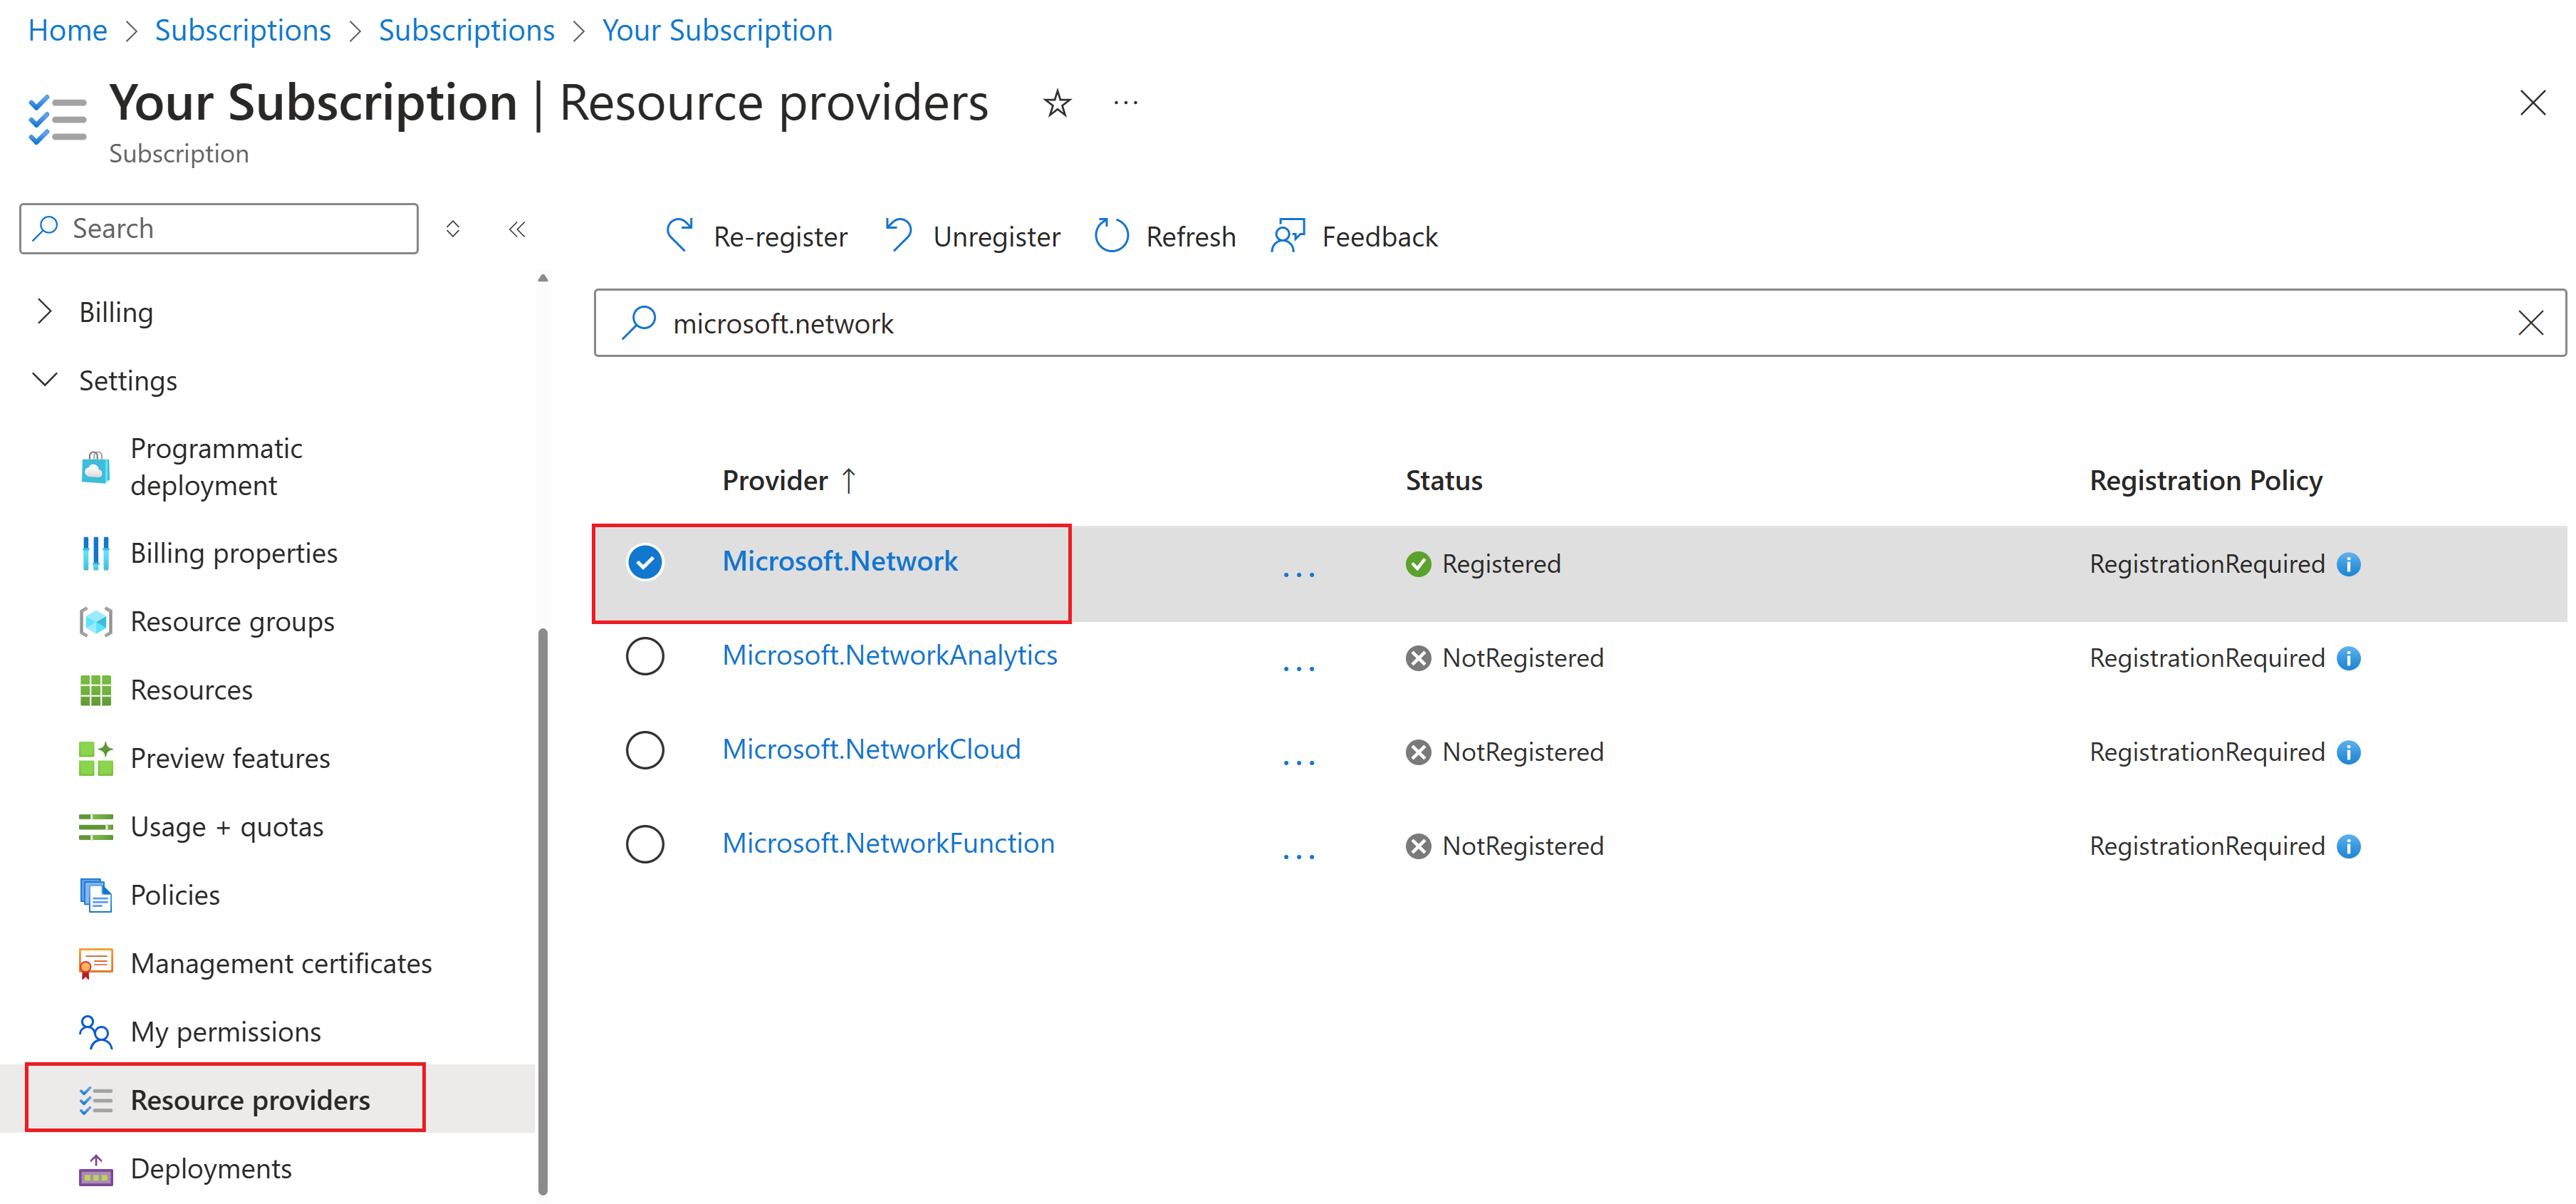 Home > Subscriptions > Subscriptions > Your Subscription
Your Subscription | Resource providers
Subscription
Search
Re-register
Unregister
Refresh
Feedback
microsoft.network
Billing
Settings
Programmatic
deployment
Billing properties
Resource groups
Resources
Preview features
Usage + quotas
Policies
Management certificates
My permissions
Resource providers
Deployments
Provider ↑ Status Registration Policy
Microsoft.Network ... Registered RegistrationRequired
Microsoft.NetworkAnalytics ... NotRegistered RegistrationRequired
Microsoft.NetworkCloud ... NotRegistered RegistrationRequired
Microsoft.NetworkFunction ... NotRegistered RegistrationRequired